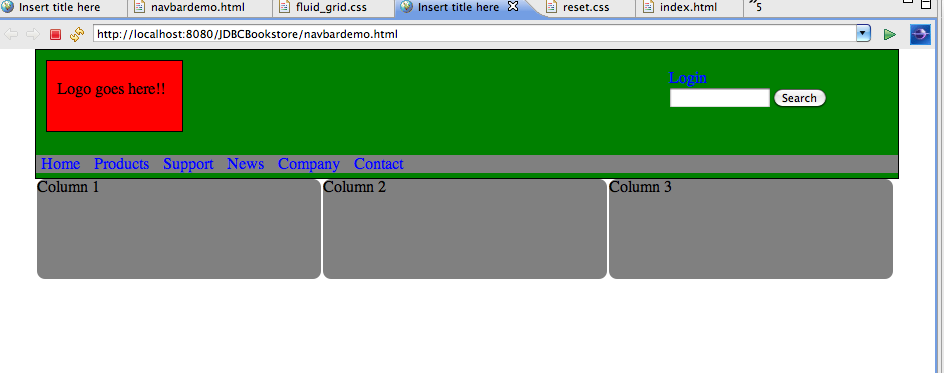 Insert title here navbardemo.html fluid_grid.css Insert title here reset.css index.html »5
http://localhost:8080/JDBCBookstore/navbardemo.html
Login
Logo goes here!!
Search
Home Products Support News Company Contact
Column 1 Column 2 Column 3